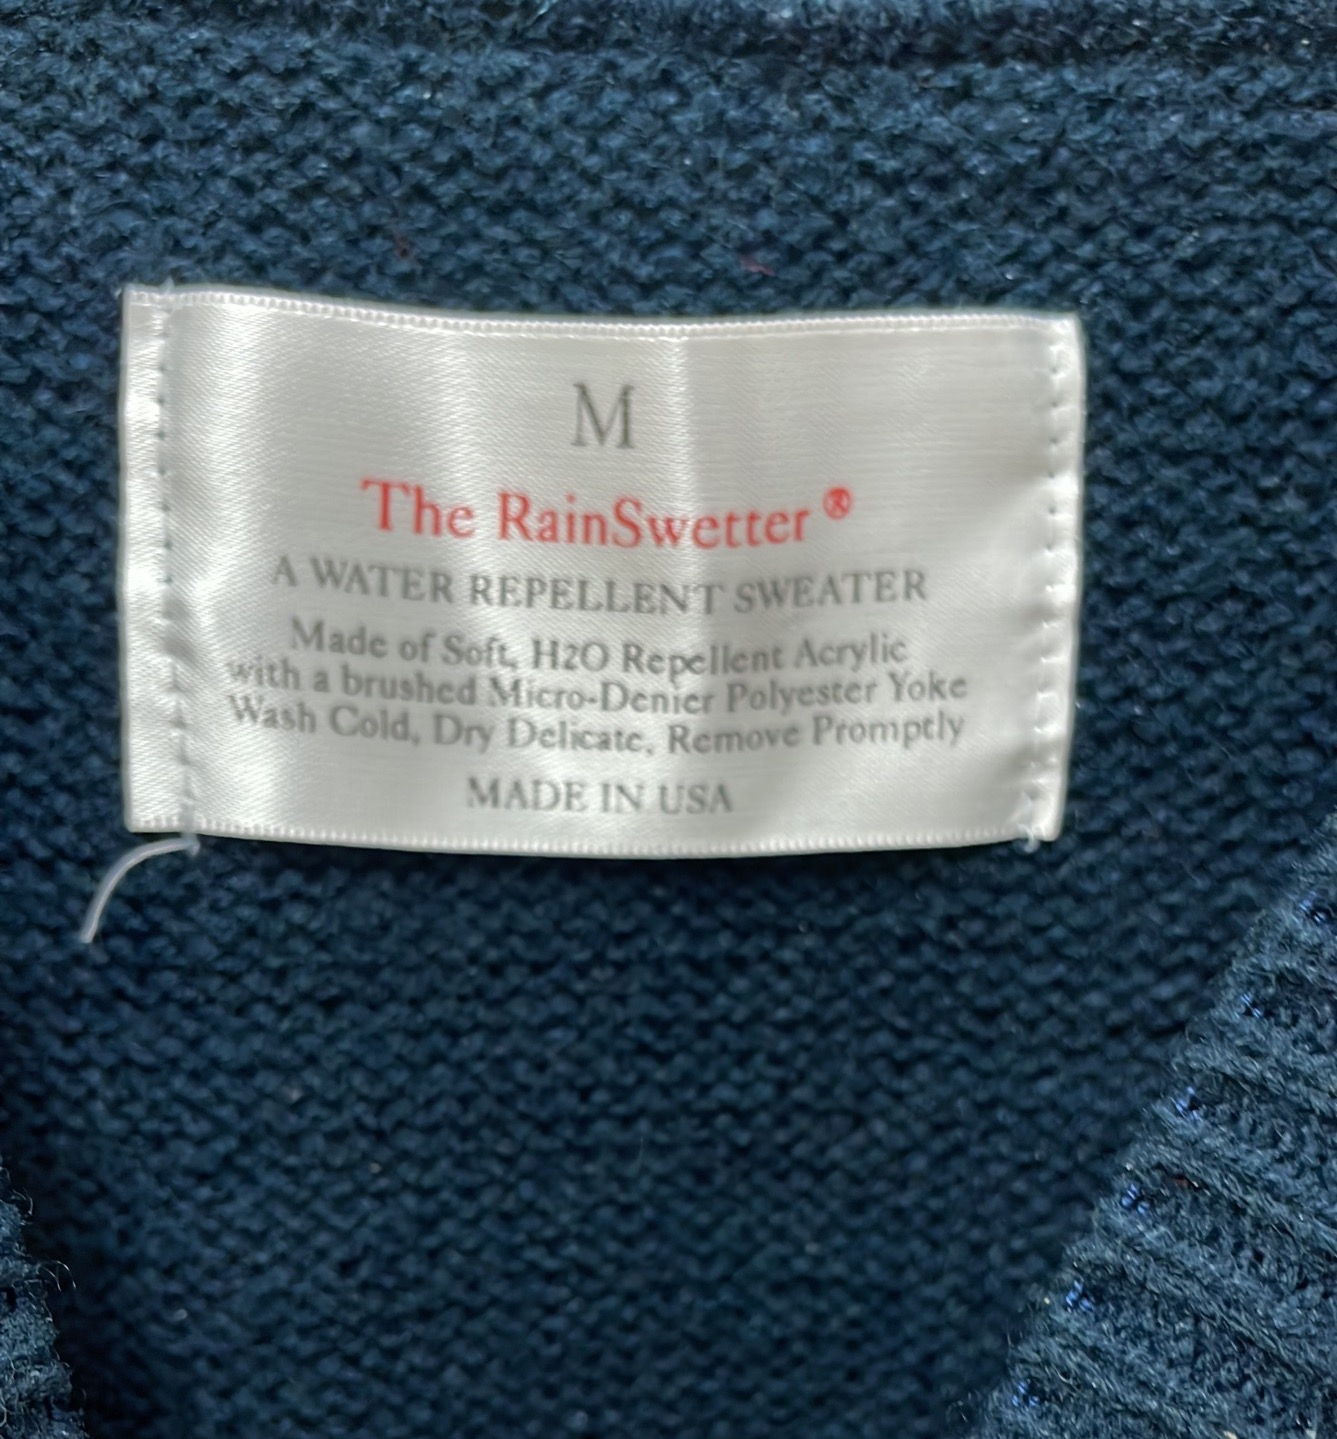 M
The RainSwetter®
A WATER REPELLENT SWEATER
Made of Soft, H2O Repellent Acrylic
with a brushed Micro-Denier Polyester Yoke
Wash Cold, Dry Delicate, Remove Promptly
MADE IN USA